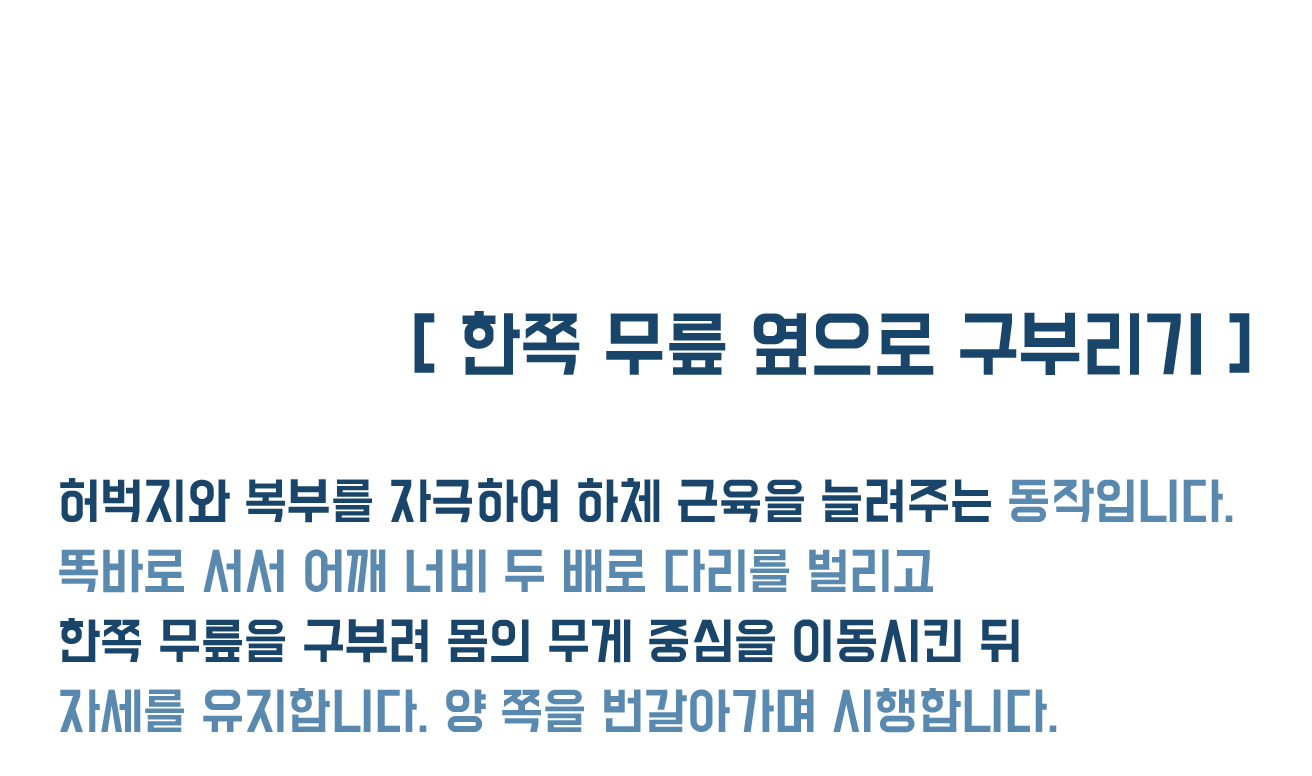 [ 한쪽 무릎 옆으로 구부리기 ]
허벅지와 복부를 자극하여 하체 근육을 늘려주는 동작입니다.
똑바로 서서 어깨 너비 두 배로 다리를 벌리고
한쪽 무릎을 구부려 몸의 무게 중심을 이동시킨 뒤
자세를 유지합니다. 양 쪽을 번갈아가며 시행합니다.